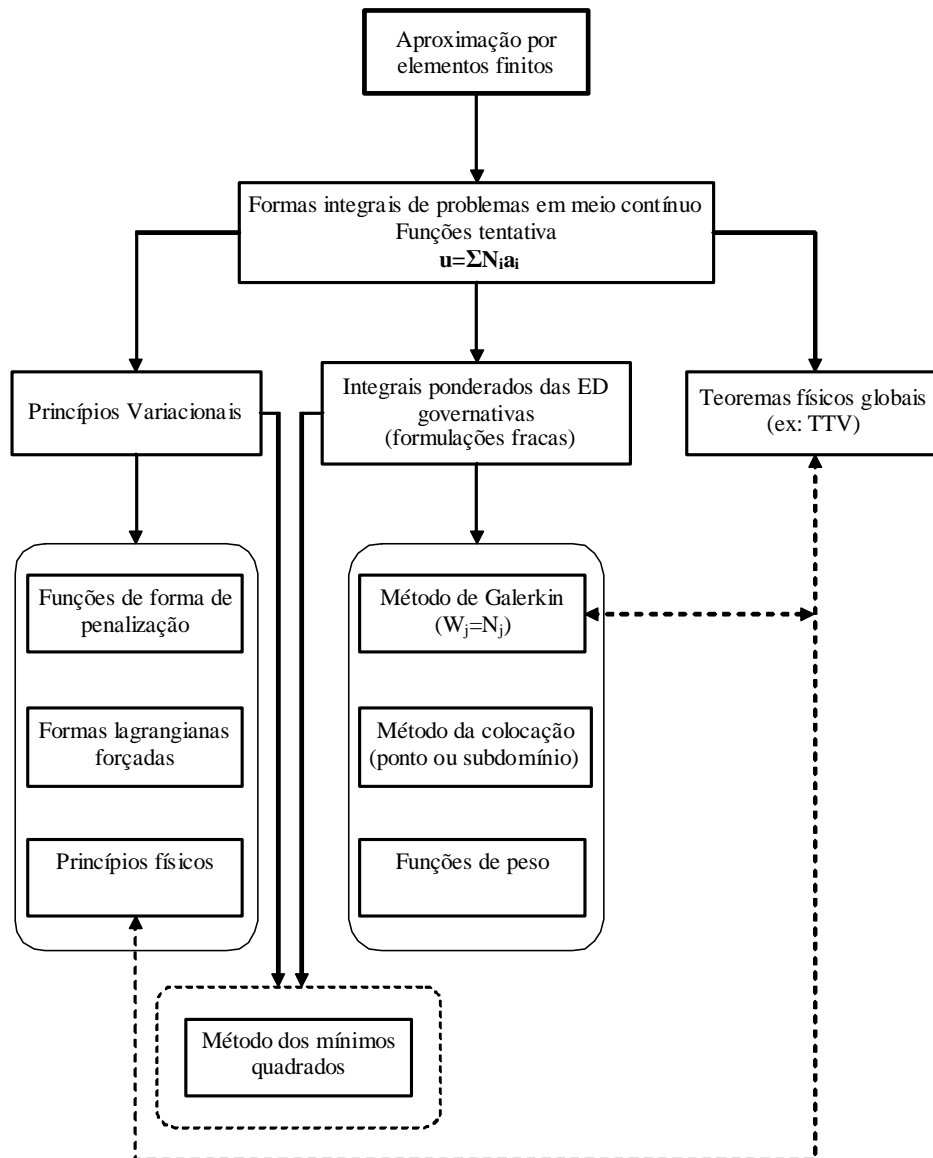 Aproximação por
elementos finitos
Formas integrais de problemas em meio contínuo
Funções tentativa
u=ΣNᵢaᵢ
Princípios Variacionais
Integrais ponderados das ED
governativas
(formulações fracas)
Teoremas físicos globais
(ex: TTV)
Funções de forma de
penalização
Formas lagrangianas
forçadas
Princípios físicos
Método de Galerkin
(Wⱼ=Nⱼ)
Método da colocação
(ponto ou subdomínio)
Funções de peso
Método dos mínimos
quadrados